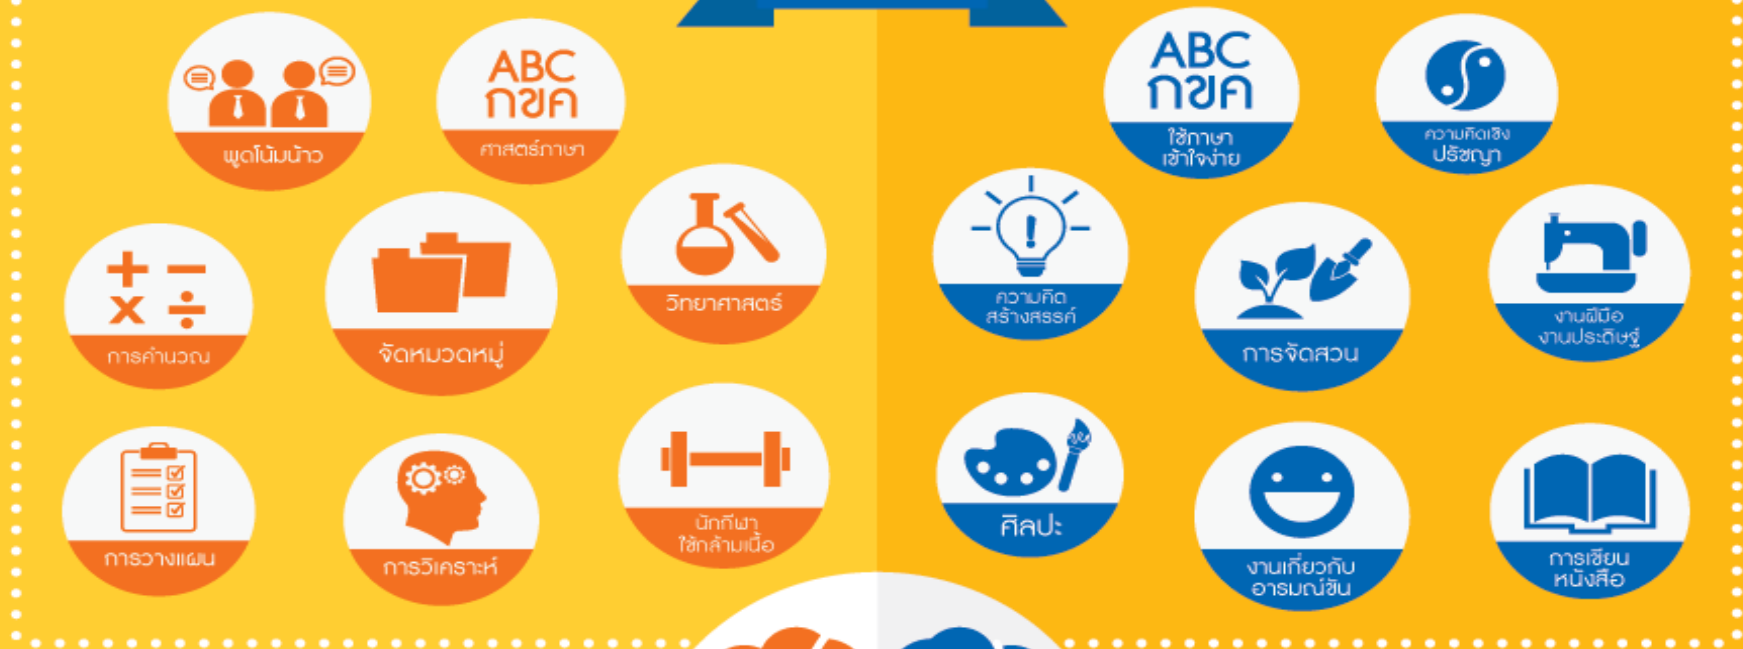 พูดโน้มน้าว
ABC
กขค
ศาสตร์ภาษา
การคำนวณ
จัดหมวดหมู่
วิทยาศาสตร์
การวางแผน
การวิเคราะห์
นักกีฬา
ใช้กล้ามเนื้อ
ABC
กขค
ใช้ภาษา
เข้าใจง่าย
ความคิดเชิง
ปรัชญา
ความคิด
สร้างสรรค์
การจัดสวน
งานฝีมือ
งานประดิษฐ์
ศิลปะ
งานเกี่ยวกับ
อารมณ์ขัน
การเขียน
หนังสือ